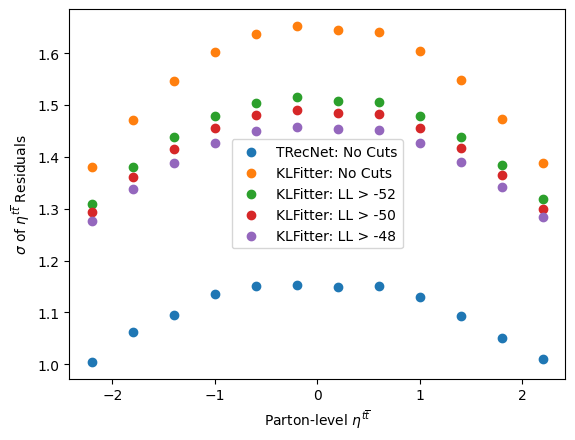 1.6
1.5
1.4
1.3
1.2
1.1
1.0
σ of η^{tt̅} Residuals
TRecNet: No Cuts
KLFitter: No Cuts
KLFitter: LL > -52
KLFitter: LL > -50
KLFitter: LL > -48
−2
−1
0
1
2
Parton-level η^{tt̅}